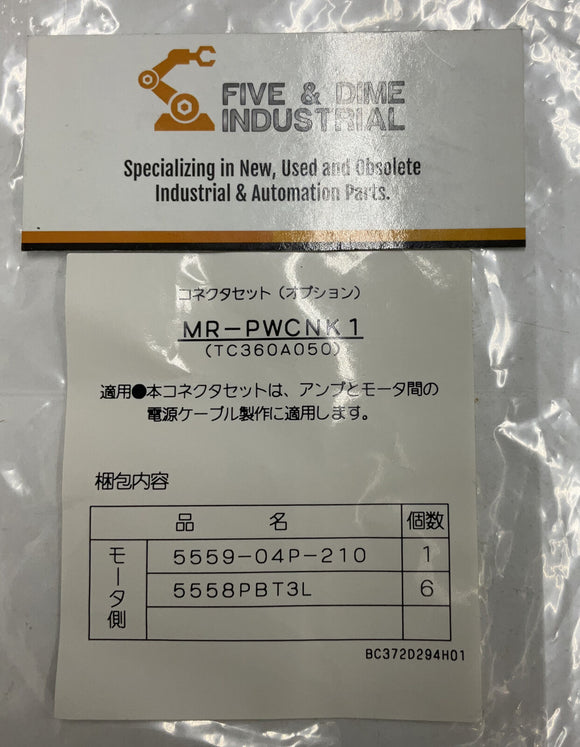 FIVE & DIME
INDUSTRIAL
Specializing in New, Used and Obsolete
Industrial & Automation Parts.
コネクタセット（オプション）
MR-PWCNK1
(TC360A050)
適用●本コネクタセットは、アンプとモータ間の
電源ケーブル製作に適用します。
梱包内容
品 名 個数
モータ側
5559-04P-210 1
5558PBT3L 6
BC372D294H01